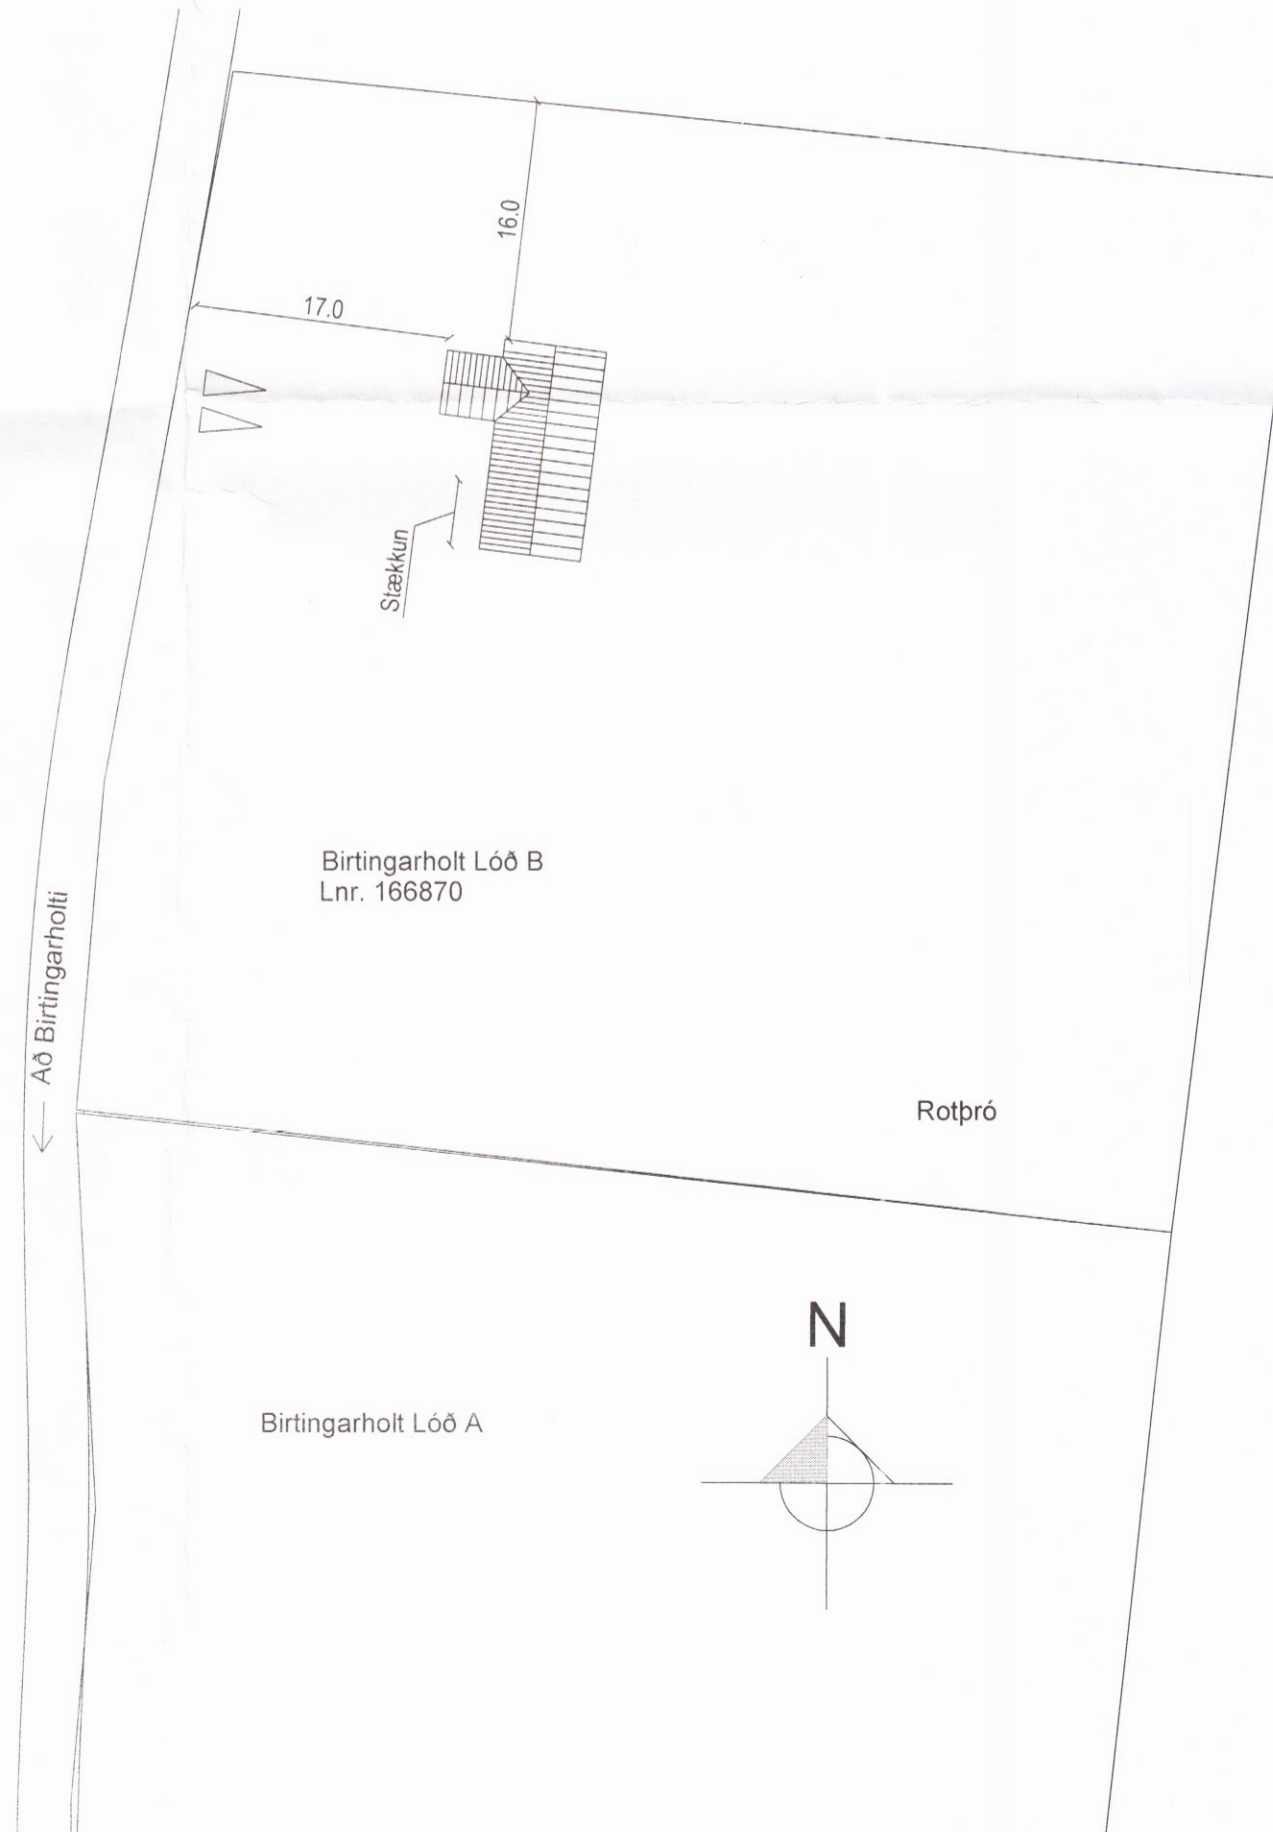 16.0
17.0
Stækkun
Birtingarholt Lóð B
Lnr. 166870
Að Birtingarholti
Rotþró
N
Birtingarholt Lóð A